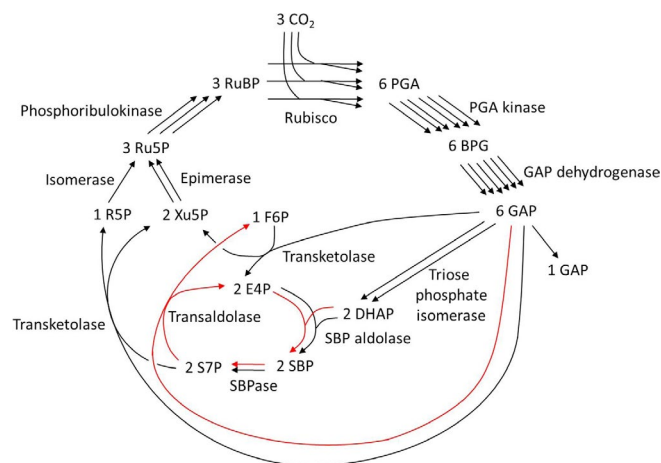 3 CO2
3 RuBP
6 PGA
Rubisco
Phosphoribulokinase
PGA kinase
3 Ru5P
6 BPG
Isomerase
Epimerase
GAP dehydrogenase
1 R5P
2 Xu5P
1 F6P
6 GAP
Transketolase
1 GAP
2 E4P
Triose
phosphate
isomerase
Transketolase
Transaldolase
2 DHAP
SBP aldolase
2 S7P
2 SBP
SBPase